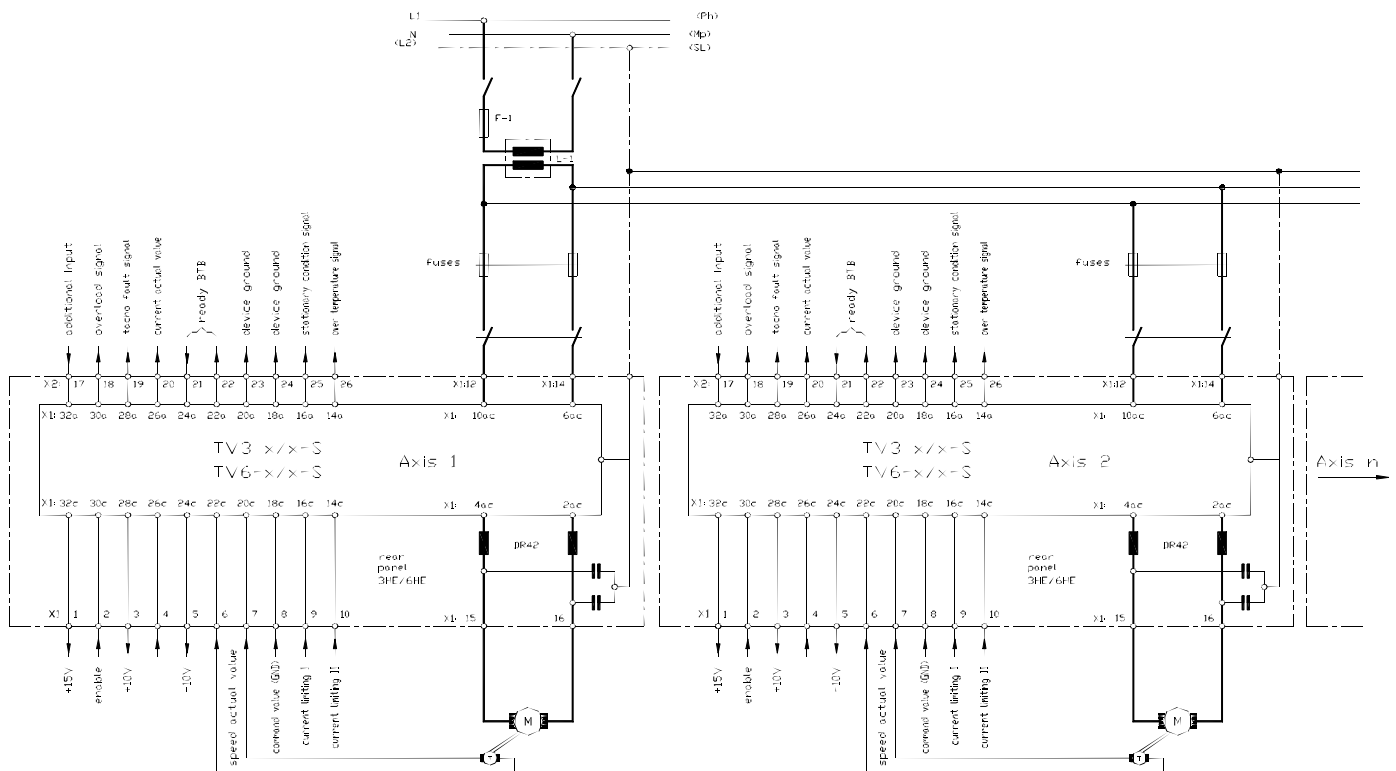 L1 (Ph)
N (Mp)
(L2) (SL)
F-1
L-1
additional Input
overload signal
tacho fault signal
current actual value
ready BTB
device ground
device ground
stationary condition signal
over temperature signal
fuses
additional Input
overload signal
tacho fault signal
current actual value
ready BTB
device ground
device ground
stationary condition signal
over temperature signal
fuses
X2: 17 18 19 20 21 22 23 24 25 26 X1:12 X1:14
X2: 17 18 19 20 21 22 23 24 25 26 X1:12 X1:14
X1: 32a 30a 28a 26a 24a 22a 20a 18a 16a 14a X1: 10ac 6ac
X1: 32a 30a 28a 26a 24a 22a 20a 18a 16a 14a X1: 10ac 6ac
TV3 x/x-S
TV6-x/x-S
Axis 1
TV3 x/x-S
TV6-x/x-S
Axis 2
Axis n
X1: 32c 30c 28c 26c 24c 22c 20c 18c 16c 14c X1: 4ac 2ac
X1: 32c 30c 28c 26c 24c 22c 20c 18c 16c 14c X1: 4ac 2ac
rear
panel
3HE/6HE
DR42
rear
panel
3HE/6HE
DR42
X1 1 2 3 4 5 6 7 8 9 10 X1: 15 16
X1 1 2 3 4 5 6 7 8 9 10 X1: 15 16
+15V
enable
+10V
-10V
speed actual value
command value (GND)
current limiting I
current limiting II
M
T
+15V
enable
+10V
-10V
speed actual value
command value (GND)
current limiting I
current limiting II
M
T